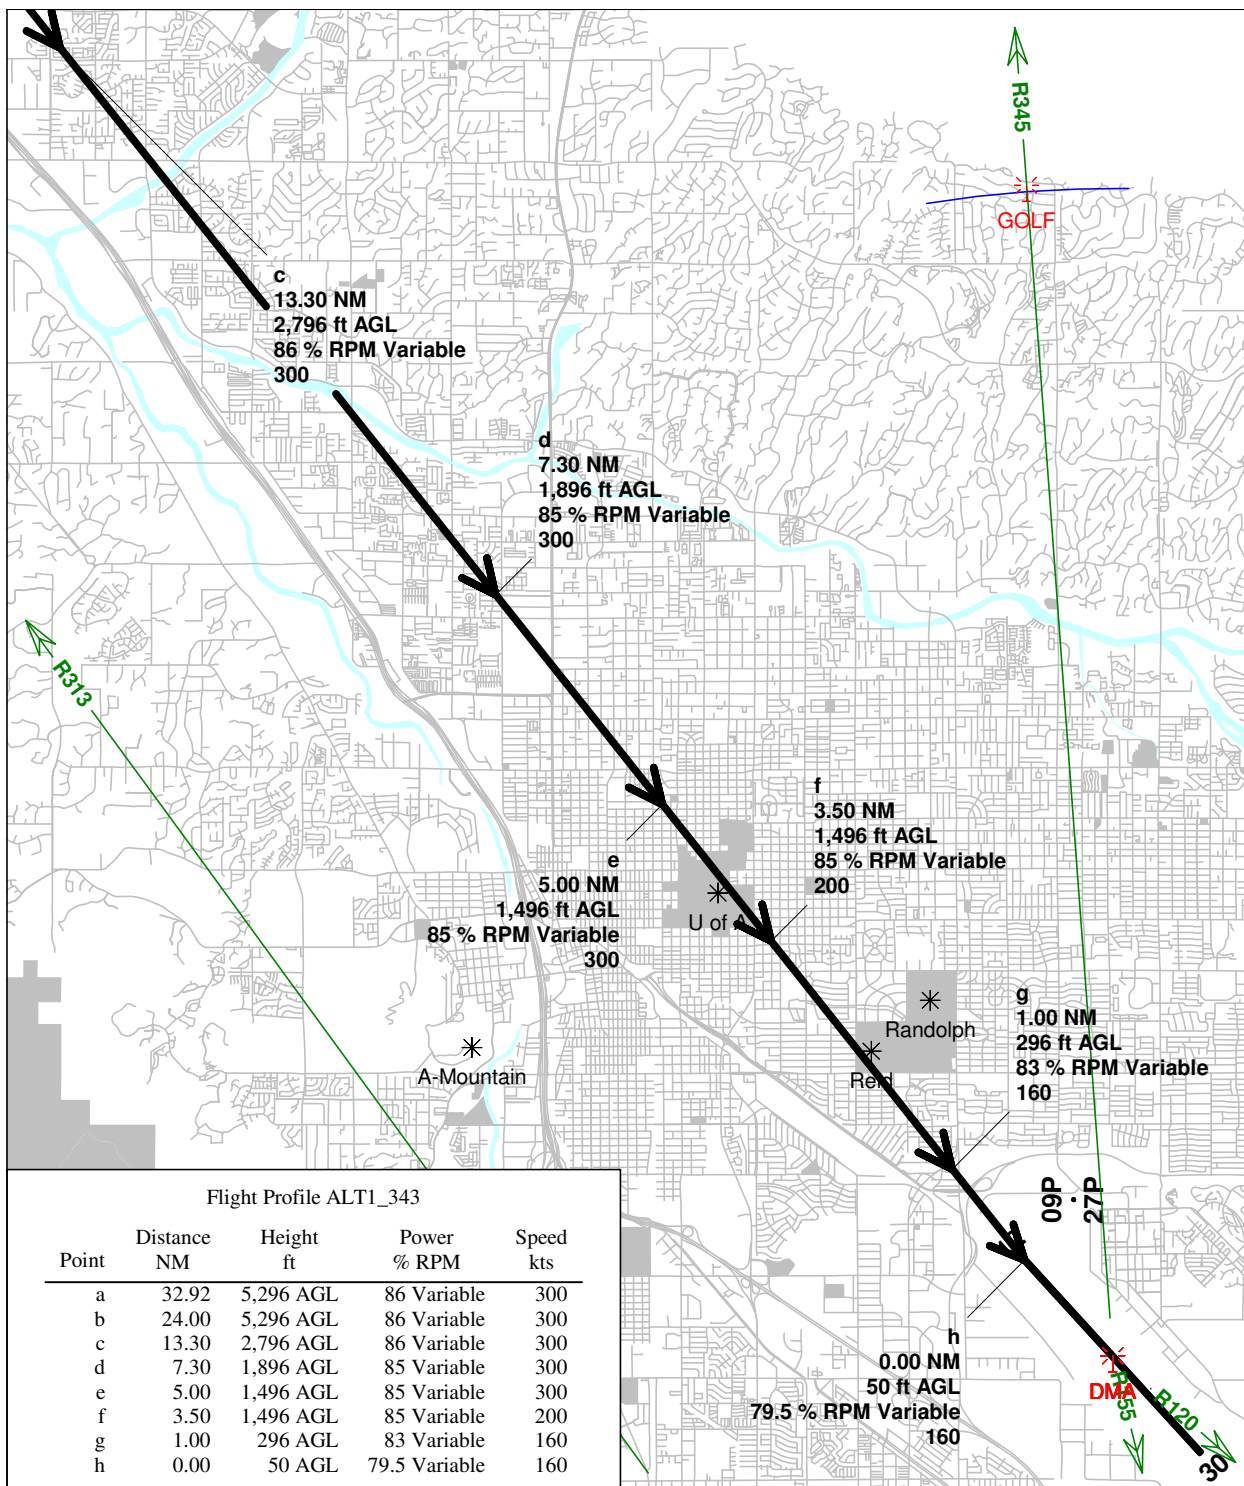 R345
GOLF
c
13.30 NM
2,796 ft AGL
86 % RPM Variable
300
d
7.30 NM
1,896 ft AGL
85 % RPM Variable
300
R313
f
3.50 NM
1,496 ft AGL
85 % RPM Variable
200
e
5.00 NM
1,496 ft AGL
85 % RPM Variable
300
U of A
Randolph
Reid
A-Mountain
g
1.00 NM
296 ft AGL
83 % RPM Variable
160
09P
27P
h
0.00 NM
50 ft AGL
79.5 % RPM Variable
160
DMA
R120
30
Flight Profile ALT1_343
Point Distance NM Height ft Power % RPM Speed kts
a 32.92 5,296 AGL 86 Variable 300
b 24.00 5,296 AGL 86 Variable 300
c 13.30 2,796 AGL 86 Variable 300
d 7.30 1,896 AGL 85 Variable 300
e 5.00 1,496 AGL 85 Variable 300
f 3.50 1,496 AGL 85 Variable 200
g 1.00 296 AGL 83 Variable 160
h 0.00 50 AGL 79.5 Variable 160